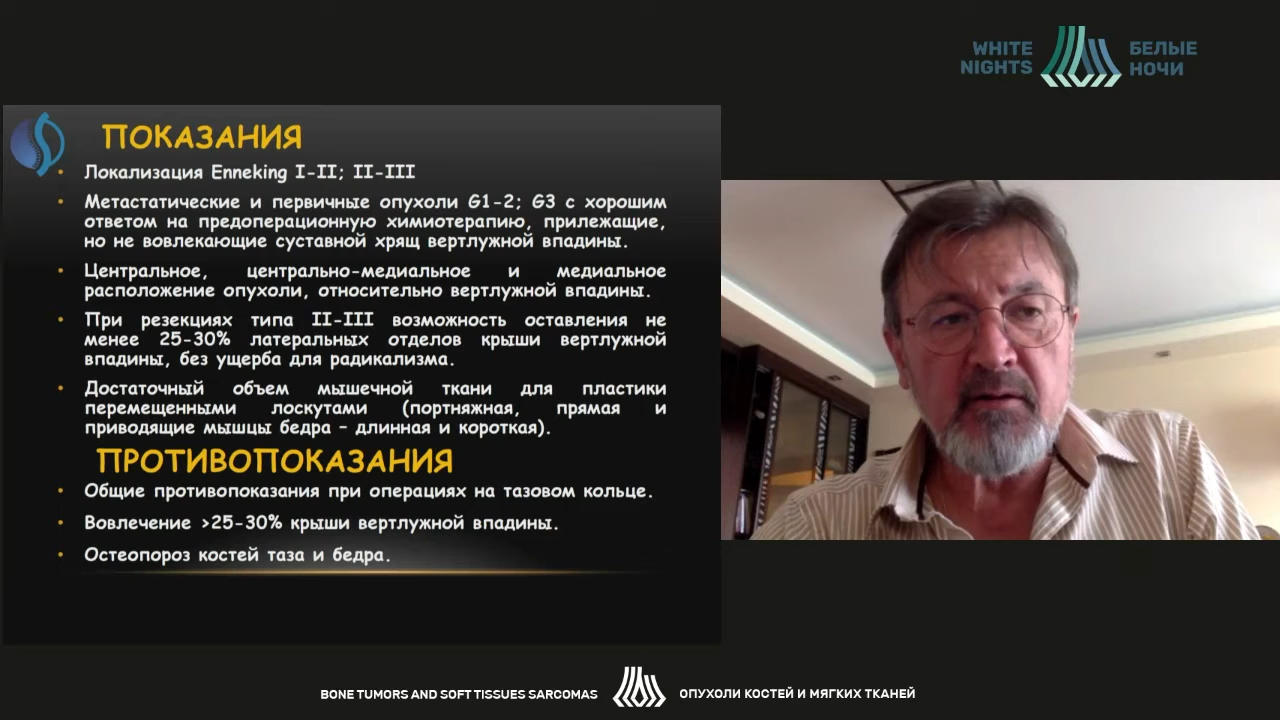 WHITE
NIGHTS
БЕЛЫЕ
НОЧИ
ПОКАЗАНИЯ
• Локализация Enneking I-II; II-III
• Метастатические и первичные опухоли G1-2; G3 с хорошим
ответом на предоперационную химиотерапию, прилежащие,
но не вовлекающие суставной хрящ вертлужной впадины.
• Центральное, центрально-медиальное и медиальное
расположение опухоли, относительно вертлужной впадины.
• При резекциях типа II-III возможность оставления не
менее 25-30% латеральных отделов крыши вертлужной
впадины, без ущерба для радикализма.
• Достаточный объем мышечной ткани для пластики
перемещенными лоскутами (портняжная, прямая и
приводящие мышцы бедра – длинная и короткая).
ПРОТИВОПОКАЗАНИЯ
• Общие противопоказания при операциях на тазовом кольце.
• Вовлечение >25-30% крыши вертлужной впадины.
• Остеопороз костей таза и бедра.
BONE TUMORS AND SOFT TISSUES SARCOMAS
ОПУХОЛИ КОСТЕЙ И МЯГКИХ ТКАНЕЙ